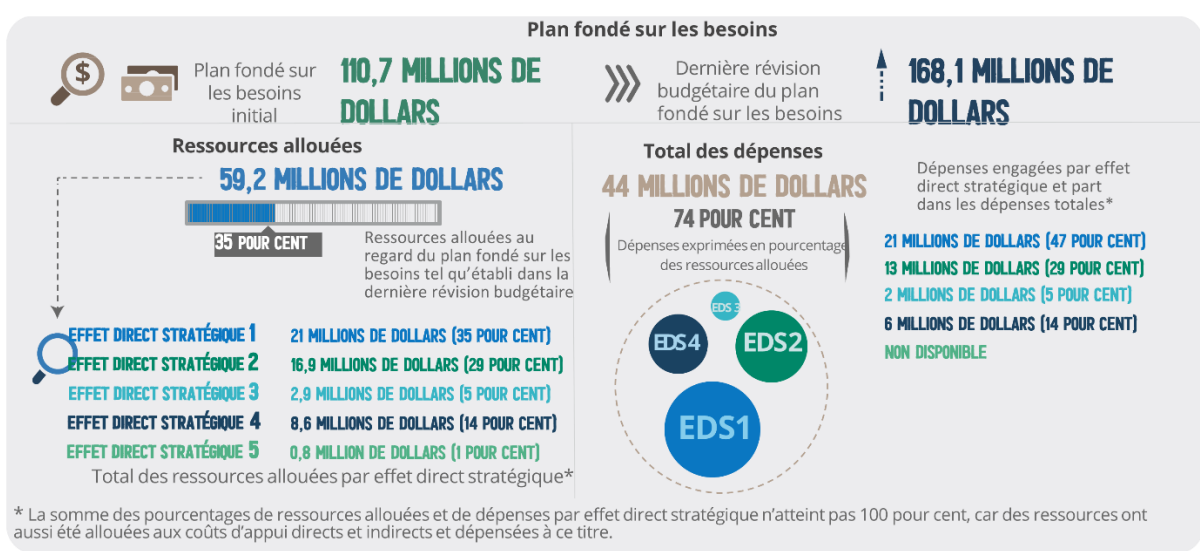 Plan fondé sur les besoins
$
Plan fondé sur
les besoins
initial
110,7 MILLIONS DE
DOLLARS
Dernière révision
budgétaire du plan
fondé sur les besoins
168,1 MILLIONS DE
DOLLARS
Ressources allouées
59,2 MILLIONS DE DOLLARS
35 POUR CENT
Ressources allouées au
regard du plan fondé sur les
besoins tel qu'établi dans la
dernière révision budgétaire
EFFET DIRECT STRATÉGIQUE 1 21 MILLIONS DE DOLLARS (35 POUR CENT)
EFFET DIRECT STRATÉGIQUE 2 16,9 MILLIONS DE DOLLARS (29 POUR CENT)
EFFET DIRECT STRATÉGIQUE 3 2,9 MILLIONS DE DOLLARS (5 POUR CENT)
EFFET DIRECT STRATÉGIQUE 4 8,6 MILLIONS DE DOLLARS (14 POUR CENT)
EFFET DIRECT STRATÉGIQUE 5 0,8 MILLION DE DOLLARS (1 POUR CENT)
Total des ressources allouées par effet direct stratégique*
Total des dépenses
44 MILLIONS DE DOLLARS
74 POUR CENT
Dépenses exprimées en pourcentage
des ressources allouées
EDS 3
EDS 4
EDS2
EDS1
Dépenses engagées par effet
direct stratégique et part
dans les dépenses totales*
21 MILLIONS DE DOLLARS (47 POUR CENT)
13 MILLIONS DE DOLLARS (29 POUR CENT)
2 MILLIONS DE DOLLARS (5 POUR CENT)
6 MILLIONS DE DOLLARS (14 POUR CENT)
NON DISPONIBLE
* La somme des pourcentages de ressources allouées et de dépenses par effet direct stratégique n'atteint pas 100 pour cent, car des ressources ont
aussi été allouées aux coûts d'appui directs et indirects et dépensées à ce titre.